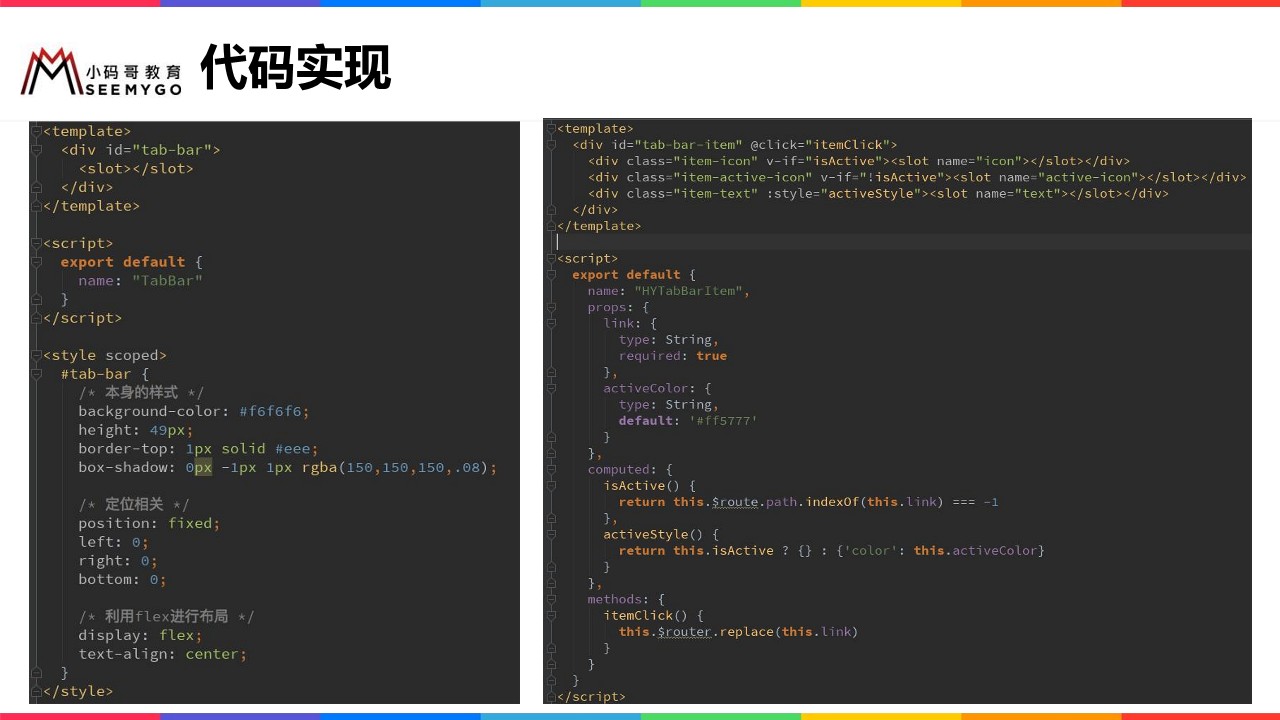 小码哥教育
SEEMYGO
代码实现
<template>
  <div id="tab-bar">
    <slot></slot>
  </div>
</template>

<script>
  export default {
    name: "TabBar"
  }
</script>

<style scoped>
  #tab-bar {
    /* 本身的样式 */
    background-color: #f6f6f6;
    height: 49px;
    border-top: 1px solid #eee;
    box-shadow: 0px -1px 1px rgba(150,150,150,.08);

    /* 定位相关 */
    position: fixed;
    left: 0;
    right: 0;
    bottom: 0;

    /* 利用flex进行布局 */
    display: flex;
    text-align: center;
  }
</style>
<template>
  <div id="tab-bar-item" @click="itemClick">
    <div class="item-icon" v-if="isActive"><slot name="icon"></slot></div>
    <div class="item-active-icon" v-if="!isActive"><slot name="active-icon"></slot></div>
    <div class="item-text" :style="activeStyle"><slot name="text"></slot></div>
  </div>
</template>

<script>
  export default {
    name: "HYTabBarItem",
    props: {
      link: {
        type: String,
        required: true
      },
      activeColor: {
        type: String,
        default: '#ff5777'
      }
    },
    computed: {
      isActive() {
        return this.$route.path.indexOf(this.link) === -1
      },
      activeStyle() {
        return this.isActive ? {} : {'color': this.activeColor}
      }
    },
    methods: {
      itemClick() {
        this.$router.replace(this.link)
      }
    }
  }
</script>